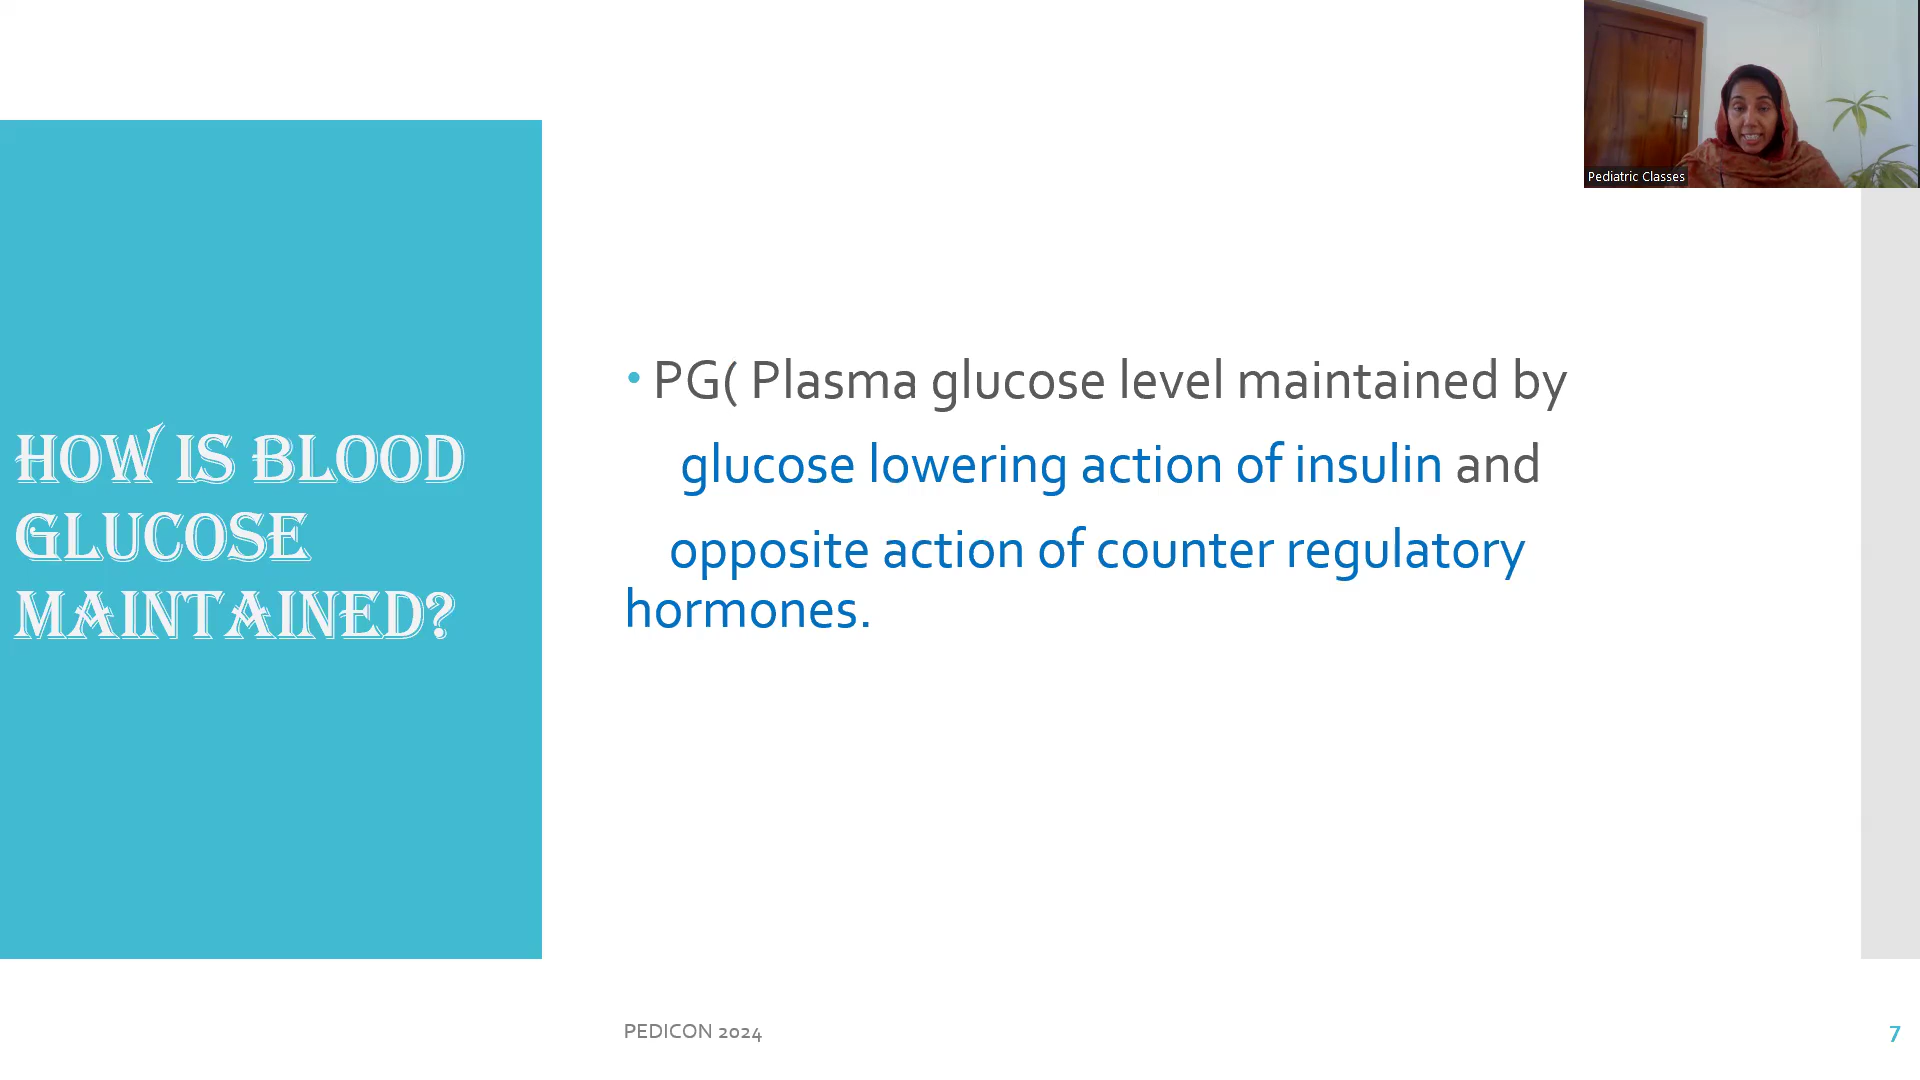 Pediatric Classes
HOW IS BLOOD
GLUCOSE
MAINTAINED?
• PG( Plasma glucose level maintained by
glucose lowering action of insulin and
opposite action of counter regulatory
hormones.
PEDICON 2024
7